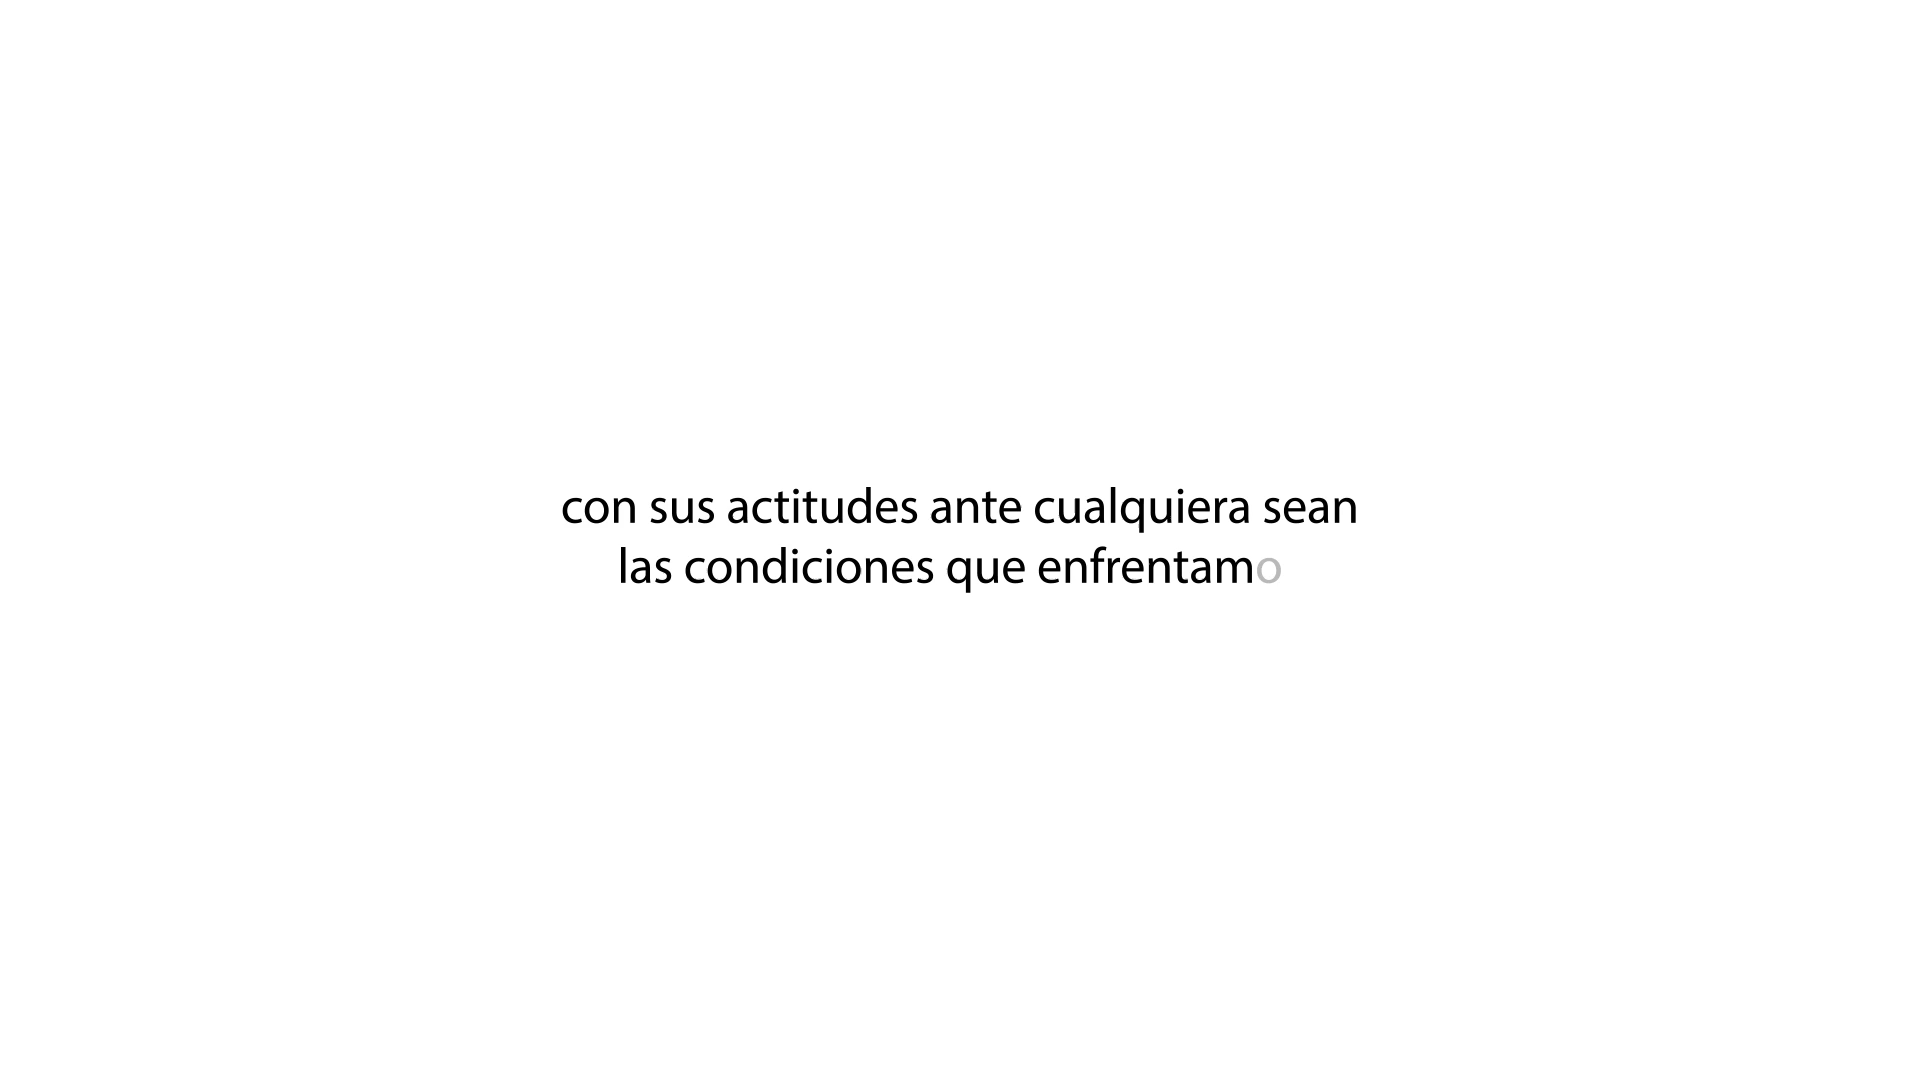 con sus actitudes ante cualquiera sean
las condiciones que enfrentamo